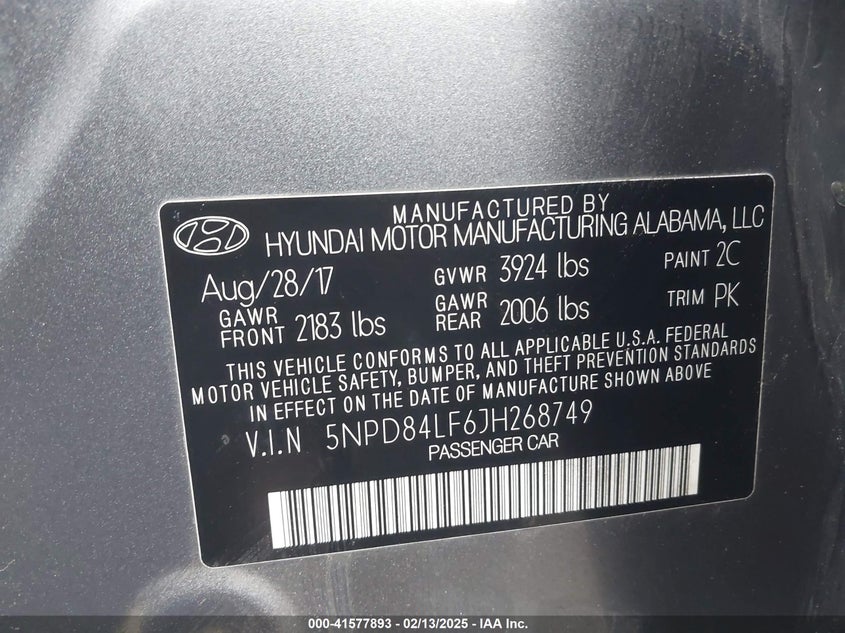 MANUFACTURED BY
HYUNDAI MOTOR MANUFACTURING ALABAMA, LLC
Aug/28/17 GVWR 3924 lbs PAINT 2C
GAWR FRONT 2183 lbs GAWR REAR 2006 lbs TRIM PK
THIS VEHICLE CONFORMS TO ALL APPLICABLE U.S.A. FEDERAL
MOTOR VEHICLE SAFETY, BUMPER, AND THEFT PREVENTION STANDARDS
IN EFFECT ON THE DATE OF MANUFACTURE SHOWN ABOVE
V.I.N 5NPD84LF6JH268749
PASSENGER CAR
000-41577893 - 02/13/2025 - IAA Inc.